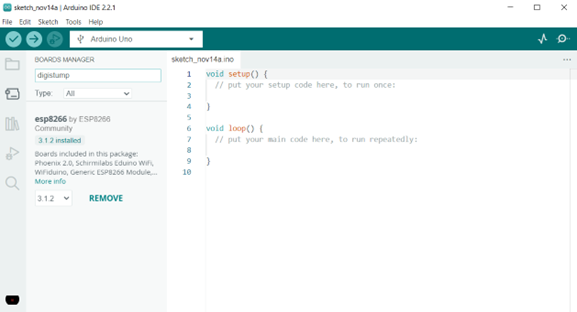 sketch_nov14a | Arduino IDE 2.2.1
File Edit Sketch Tools Help
Arduino Uno
BOARDS MANAGER
digistump
Type: All
esp8266 by ESP8266
Community
3.1.2 installed
Boards included in this package:
Phoenix 2.0, Schirmilabs Eduino WiFi,
WiFiduino, Generic ESP8266 Module,...
More info
3.1.2 REMOVE
sketch_nov14a.ino
1 void setup() {
2 // put your setup code here, to run once:
3
4 }
5
6 void loop() {
7 // put your main code here, to run repeatedly:
8
9 }
10